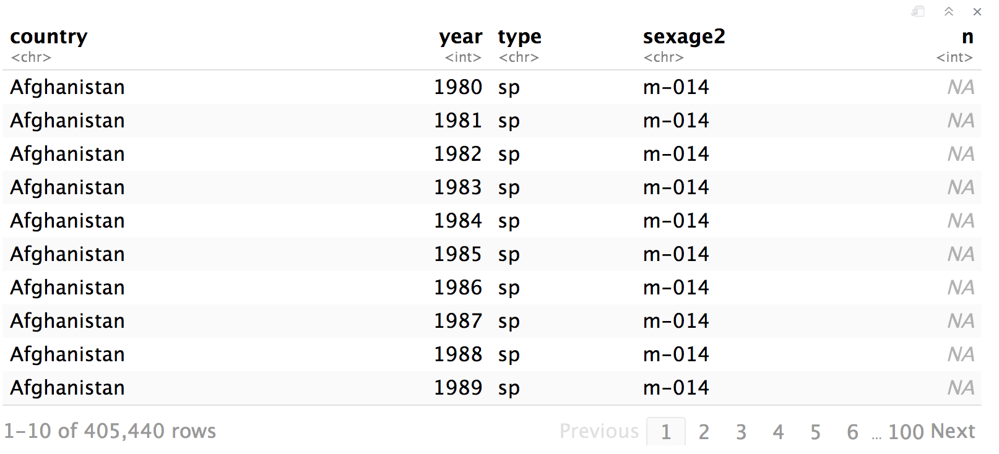 country year type sexage2 n
<chr> <int> <chr> <chr> <int>
Afghanistan 1980 sp m-014 NA
Afghanistan 1981 sp m-014 NA
Afghanistan 1982 sp m-014 NA
Afghanistan 1983 sp m-014 NA
Afghanistan 1984 sp m-014 NA
Afghanistan 1985 sp m-014 NA
Afghanistan 1986 sp m-014 NA
Afghanistan 1987 sp m-014 NA
Afghanistan 1988 sp m-014 NA
Afghanistan 1989 sp m-014 NA
1-10 of 405,440 rows Previous 1 2 3 4 5 6 ... 100 Next